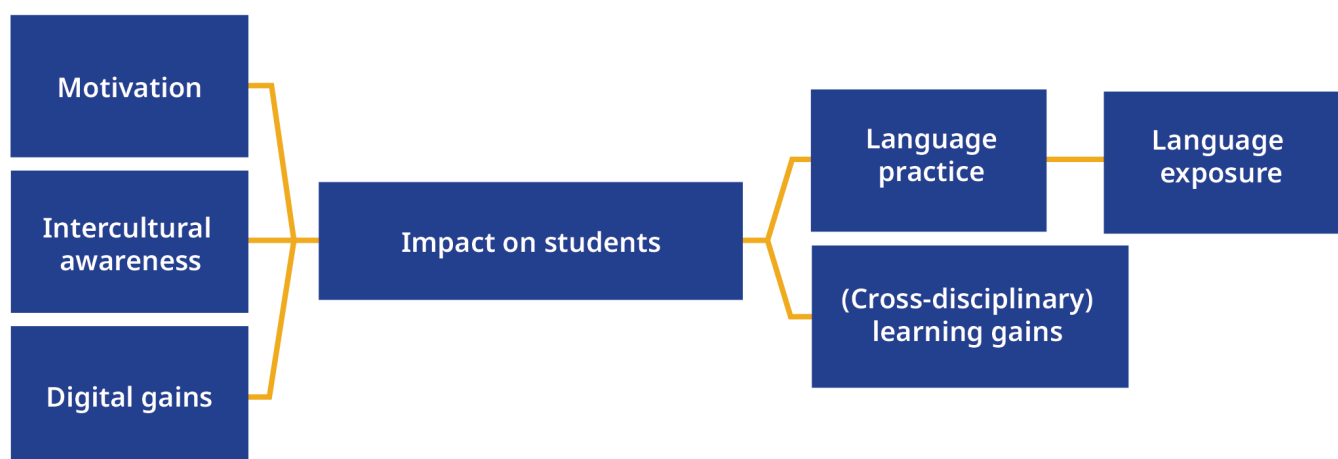 Motivation
Intercultural
awareness
Digital gains
Impact on students
Language
practice
Language
exposure
(Cross-disciplinary)
learning gains